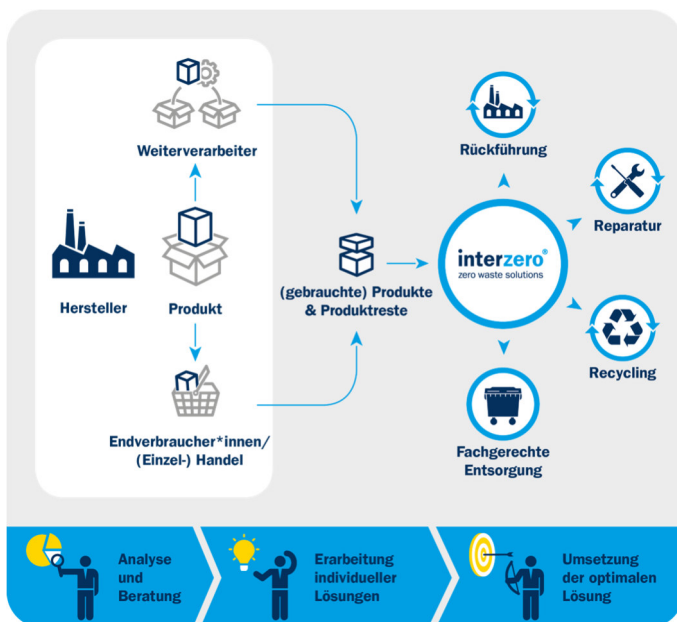 Weiterverarbeiter
Hersteller
Produkt
Endverbraucher*innen/
(Einzel-) Handel
(gebrauchte) Produkte
& Produktreste
interzero®
zero waste solutions
Rückführung
Reparatur
Recycling
Fachgerechte
Entsorgung
Analyse
und
Beratung
Erarbeitung
individueller
Lösungen
Umsetzung
der optimalen
Lösung